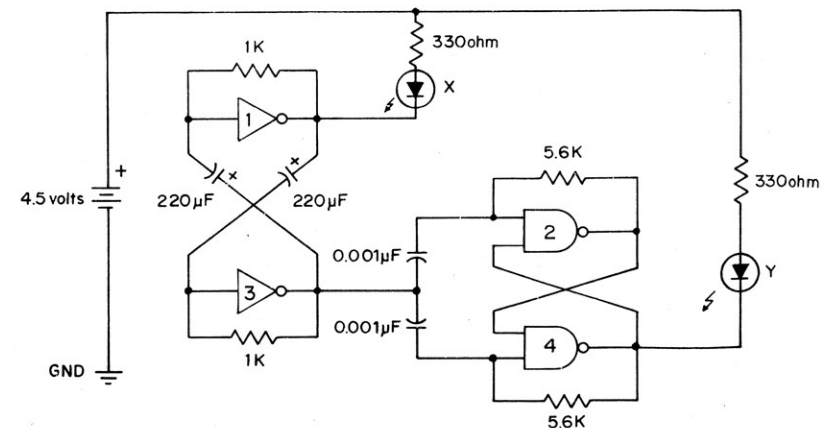 330ohm
1K
X
1
+
4.5 volts
220µF
+
220µF
+
5.6K
330ohm
2
0.001µF
Y
3
0.001µF
4
1K
GND
5.6K